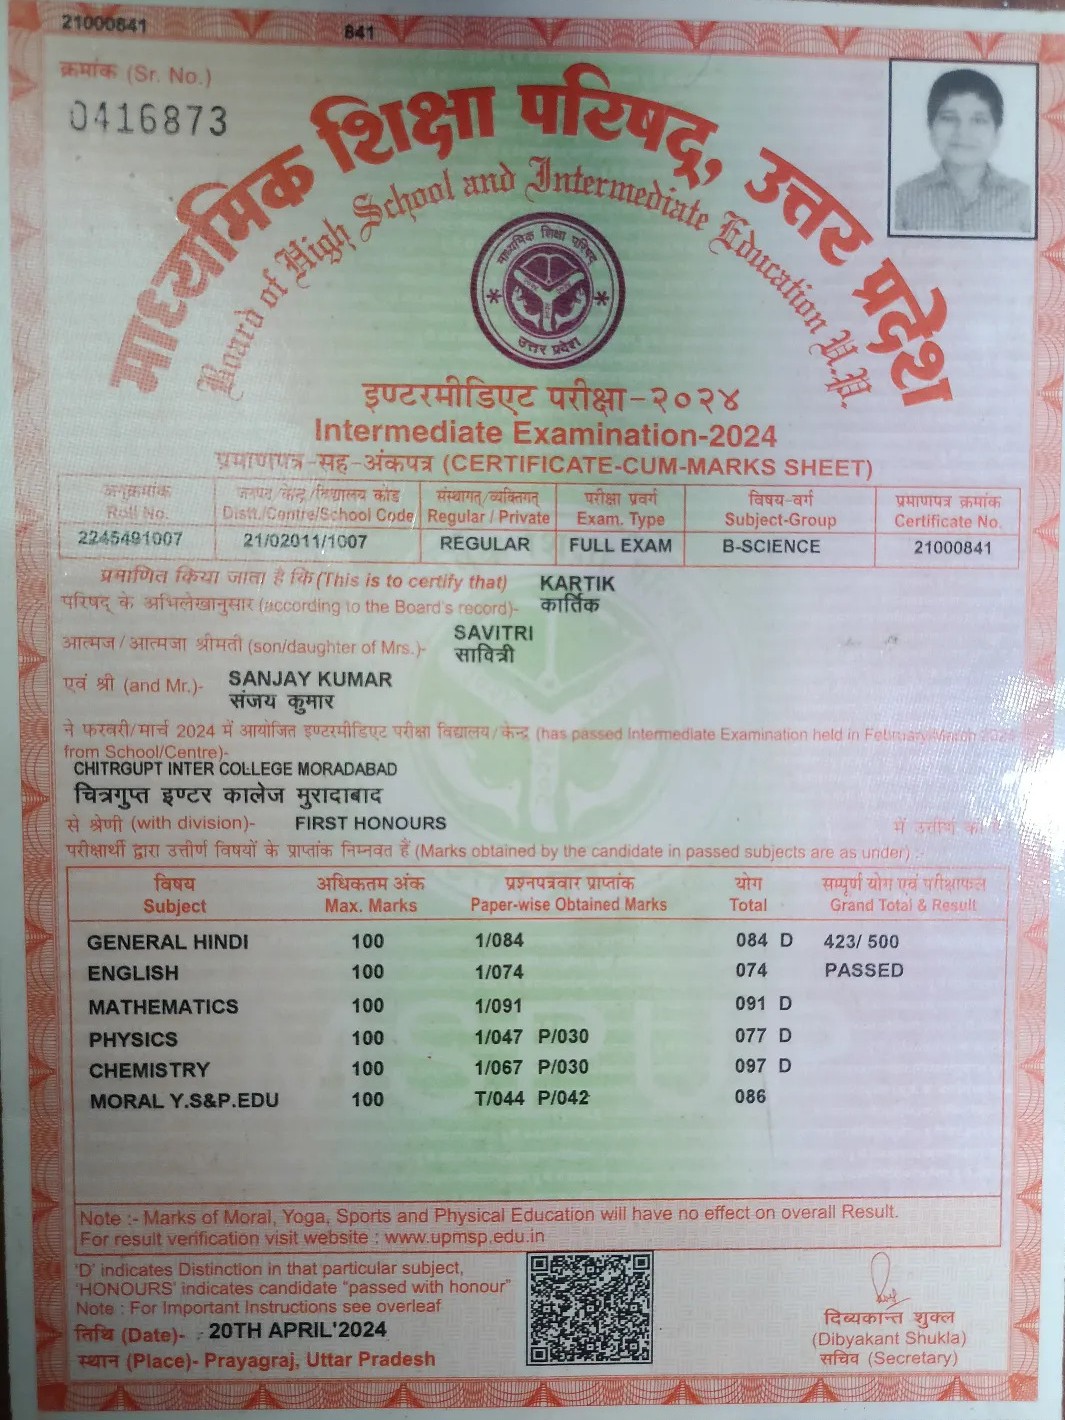 21000841 841
क्रमांक (Sr. No.)
0416873
माध्यमिक शिक्षा परिषद्, उत्तर प्रदेश
Board of High School and Intermediate Education U.P.
माध्यमिक शिक्षा परिषद
उत्तर प्रदेश
इण्टरमीडिएट परीक्षा-२०२४
Intermediate Examination-2024
प्रमाणपत्र-सह-अंकपत्र (CERTIFICATE-CUM-MARKS SHEET)
अनुक्रमांक जनपद/केन्द्र/विद्यालय कोड संस्थागत/व्यक्तिगत परीक्षा प्रवर्ग विषय-वर्ग प्रमाणपत्र क्रमांक
Roll No. Distt./Centre/School Code Regular / Private Exam. Type Subject-Group Certificate No.
2245491007 21/02011/1007 REGULAR FULL EXAM B-SCIENCE 21000841
प्रमाणित किया जाता है कि (This is to certify that) KARTIK
परिषद् के अभिलेखानुसार (according to the Board's record)- कार्तिक
SAVITRI
आत्मज/आत्मजा श्रीमती (son/daughter of Mrs.)- सावित्री
एवं श्री (and Mr.)- SANJAY KUMAR
संजय कुमार
ने फरवरी/मार्च 2024 में आयोजित इण्टरमीडिएट परीक्षा विद्यालय/केन्द्र (has passed Intermediate Examination held in February/March 2024
from School/Centre)-
CHITRGUPT INTER COLLEGE MORADABAD
चित्रगुप्त इण्टर कालेज मुरादाबाद
से श्रेणी (with division)- FIRST HONOURS में उत्तीर्ण की है
परीक्षार्थी द्वारा उत्तीर्ण विषयों के प्राप्तांक निम्नवत हैं (Marks obtained by the candidate in passed subjects are as under) :-
विषय अधिकतम अंक प्रश्नपत्रवार प्राप्तांक योग सम्पूर्ण योग एवं परीक्षाफल
Subject Max. Marks Paper-wise Obtained Marks Total Grand Total & Result
GENERAL HINDI 100 1/084 084 D 423/ 500
ENGLISH 100 1/074 074 PASSED
MATHEMATICS 100 1/091 091 D
PHYSICS 100 1/047 P/030 077 D
CHEMISTRY 100 1/067 P/030 097 D
MORAL Y.S&P.EDU 100 T/044 P/042 086
Note :- Marks of Moral, Yoga, Sports and Physical Education will have no effect on overall Result.
For result verification visit website : www.upmsp.edu.in
'D' indicates Distinction in that particular subject,
'HONOURS' indicates candidate "passed with honour"
Note : For Important Instructions see overleaf
तिथि (Date)- 20TH APRIL'2024
स्थान (Place)- Prayagraj, Uttar Pradesh
दिब्यकान्त शुक्ल
(Dibyakant Shukla)
सचिव (Secretary)